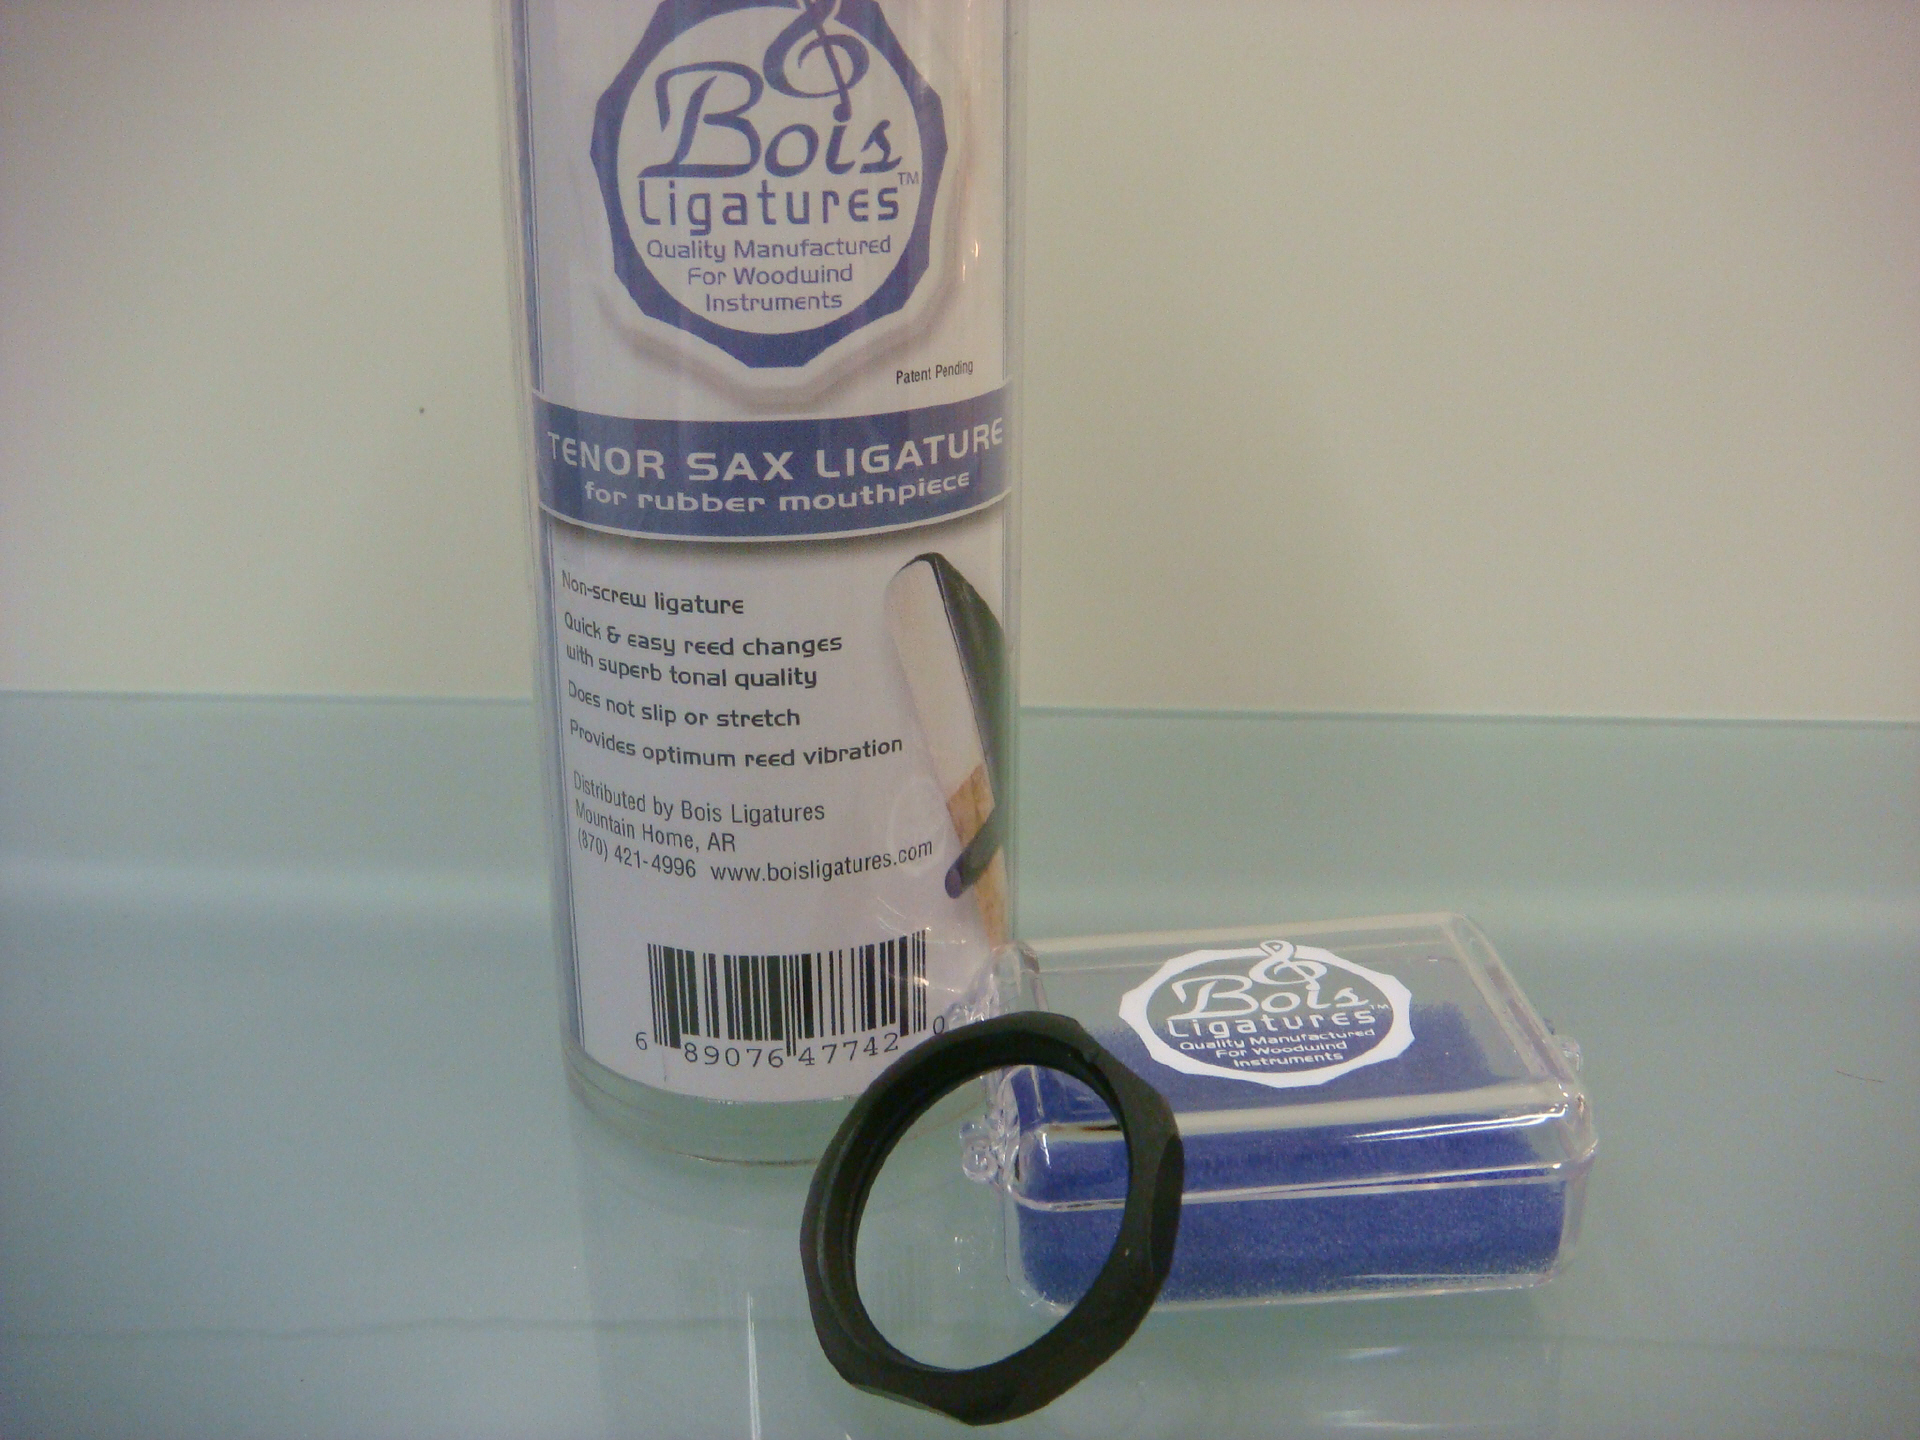 Bois
Ligatures™
Quality Manufactured
For Woodwind
Instruments
Patent Pending
TENOR SAX LIGATURE
for rubber mouthpiece
Non-screw ligature
Quick & easy reed changes
with superb tonal quality
Does not slip or stretch
Provides optimum reed vibration
Distributed by Bois Ligatures
Mountain Home, AR
(870) 421-4996 www.boisligatures.com
6 89076 47742 0
Bois
Ligatures™
Quality Manufactured
For Woodwind
Instruments